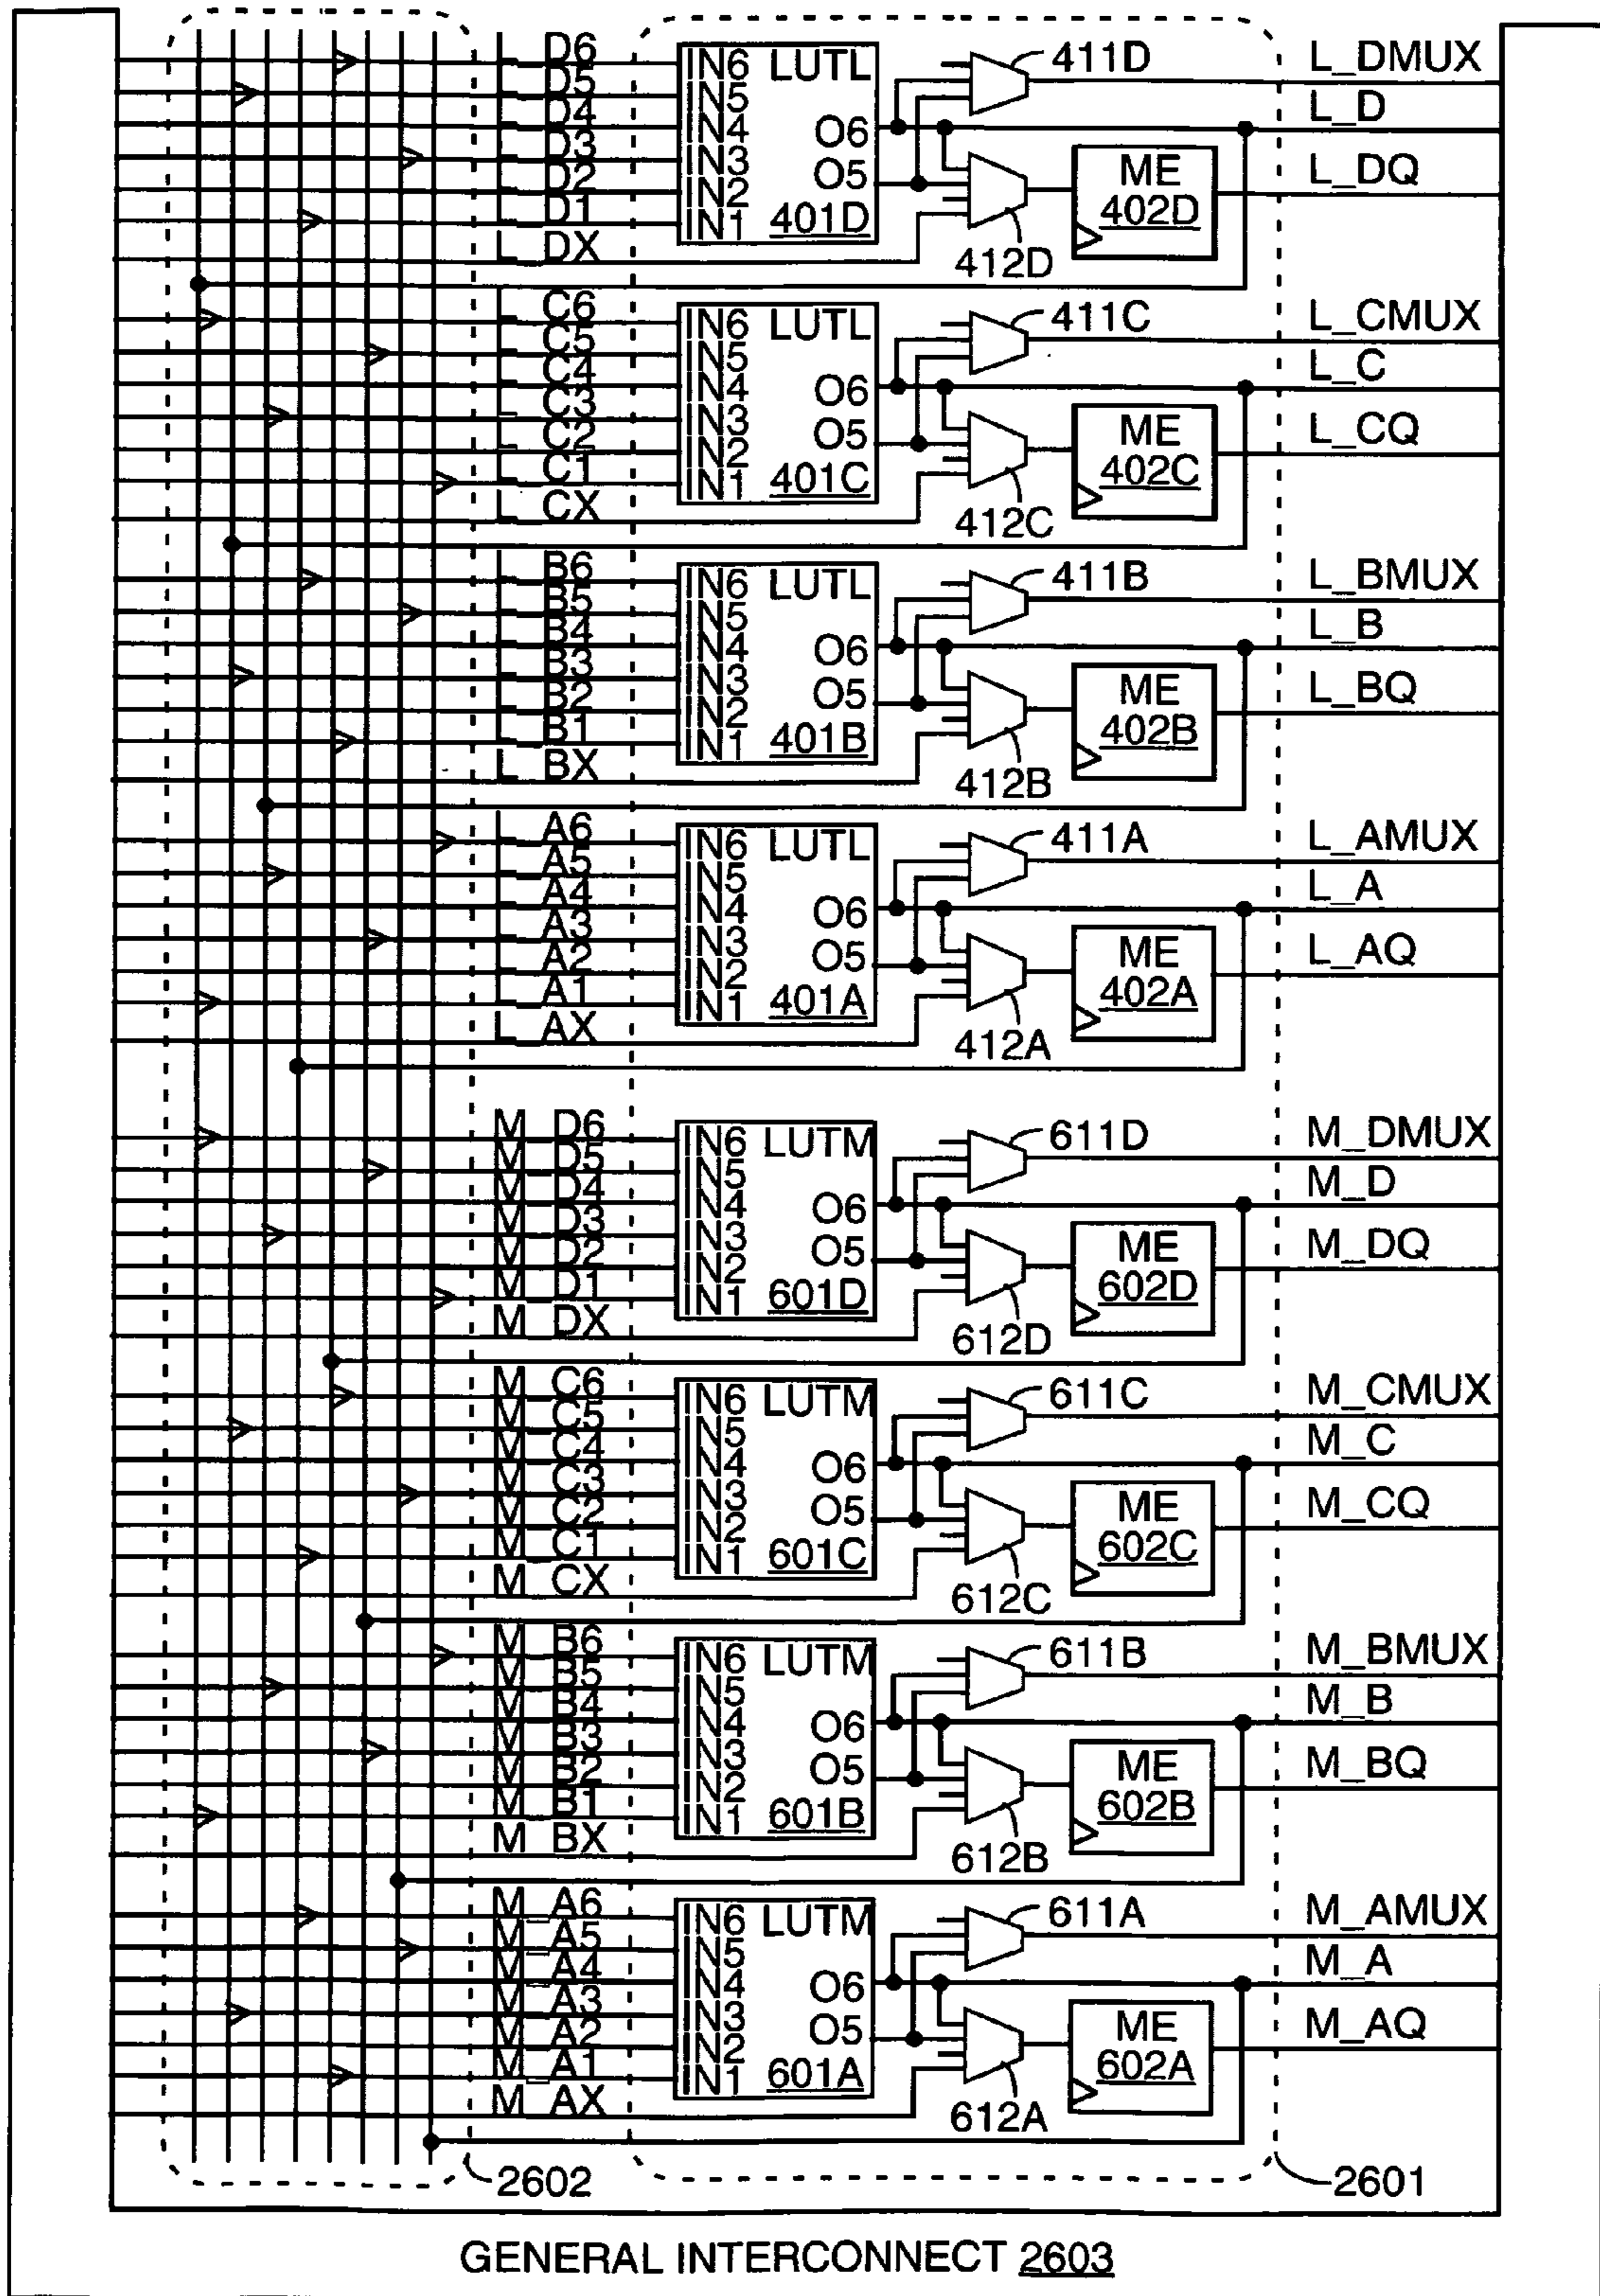 L_D6 IN6 LUTL 411D L_DMUX
L_D5 IN5
L_D4 IN4 O6 L_D
L_D3 IN3
L_D2 IN2 O5 ME L_DQ
L_D1 IN1 401D 402D
L_DX 412D
L_C6 IN6 LUTL 411C L_CMUX
L_C5 IN5
L_C4 IN4 O6 L_C
L_C3 IN3
L_C2 IN2 O5 ME L_CQ
L_C1 IN1 401C 402C
L_CX 412C
L_B6 IN6 LUTL 411B L_BMUX
L_B5 IN5
L_B4 IN4 O6 L_B
L_B3 IN3
L_B2 IN2 O5 ME L_BQ
L_B1 IN1 401B 402B
L_BX 412B
L_A6 IN6 LUTL 411A L_AMUX
L_A5 IN5
L_A4 IN4 O6 L_A
L_A3 IN3
L_A2 IN2 O5 ME L_AQ
L_A1 IN1 401A 402A
L_AX 412A
M_D6 IN6 LUTM 611D M_DMUX
M_D5 IN5
M_D4 IN4 O6 M_D
M_D3 IN3
M_D2 IN2 O5 ME M_DQ
M_D1 IN1 601D 602D
M_DX 612D
M_C6 IN6 LUTM 611C M_CMUX
M_C5 IN5
M_C4 IN4 O6 M_C
M_C3 IN3
M_C2 IN2 O5 ME M_CQ
M_C1 IN1 601C 602C
M_CX 612C
M_B6 IN6 LUTM 611B M_BMUX
M_B5 IN5
M_B4 IN4 O6 M_B
M_B3 IN3
M_B2 IN2 O5 ME M_BQ
M_B1 IN1 601B 602B
M_BX 612B
M_A6 IN6 LUTM 611A M_AMUX
M_A5 IN5
M_A4 IN4 O6 M_A
M_A3 IN3
M_A2 IN2 O5 ME M_AQ
M_A1 IN1 601A 602A
M_AX 612A
2602 2601
GENERAL INTERCONNECT 2603